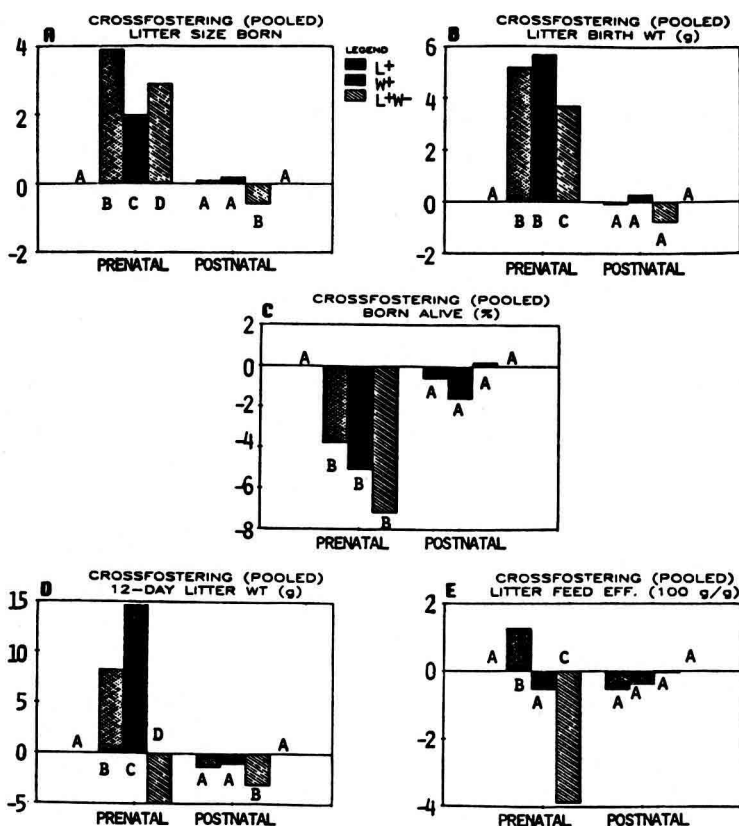 CROSSFOSTERING (POOLED)
A LITTER SIZE BORN
4
2
0
-2
A
B C D
A A
B
A
PRENATAL POSTNATAL
LEGEND
L+
W+
L+W-
CROSSFOSTERING (POOLED)
B LITTER BIRTH WT (g)
6
4
2
0
-2
A
B B C
A A
A
A
PRENATAL POSTNATAL
C CROSSFOSTERING (POOLED)
BORN ALIVE (%)
2
0
-2
-4
-6
-8
A
B
B
B
A
A
A
A
PRENATAL POSTNATAL
CROSSFOSTERING (POOLED)
D 12-DAY LITTER WT (g)
15
10
5
0
-5
A
B C
D
A A
B
A
PRENATAL POSTNATAL
CROSSFOSTERING (POOLED)
E LITTER FEED EFF. (100 g/g)
2
0
-2
-4
A
B
A
C
A
A
A
A
PRENATAL POSTNATAL